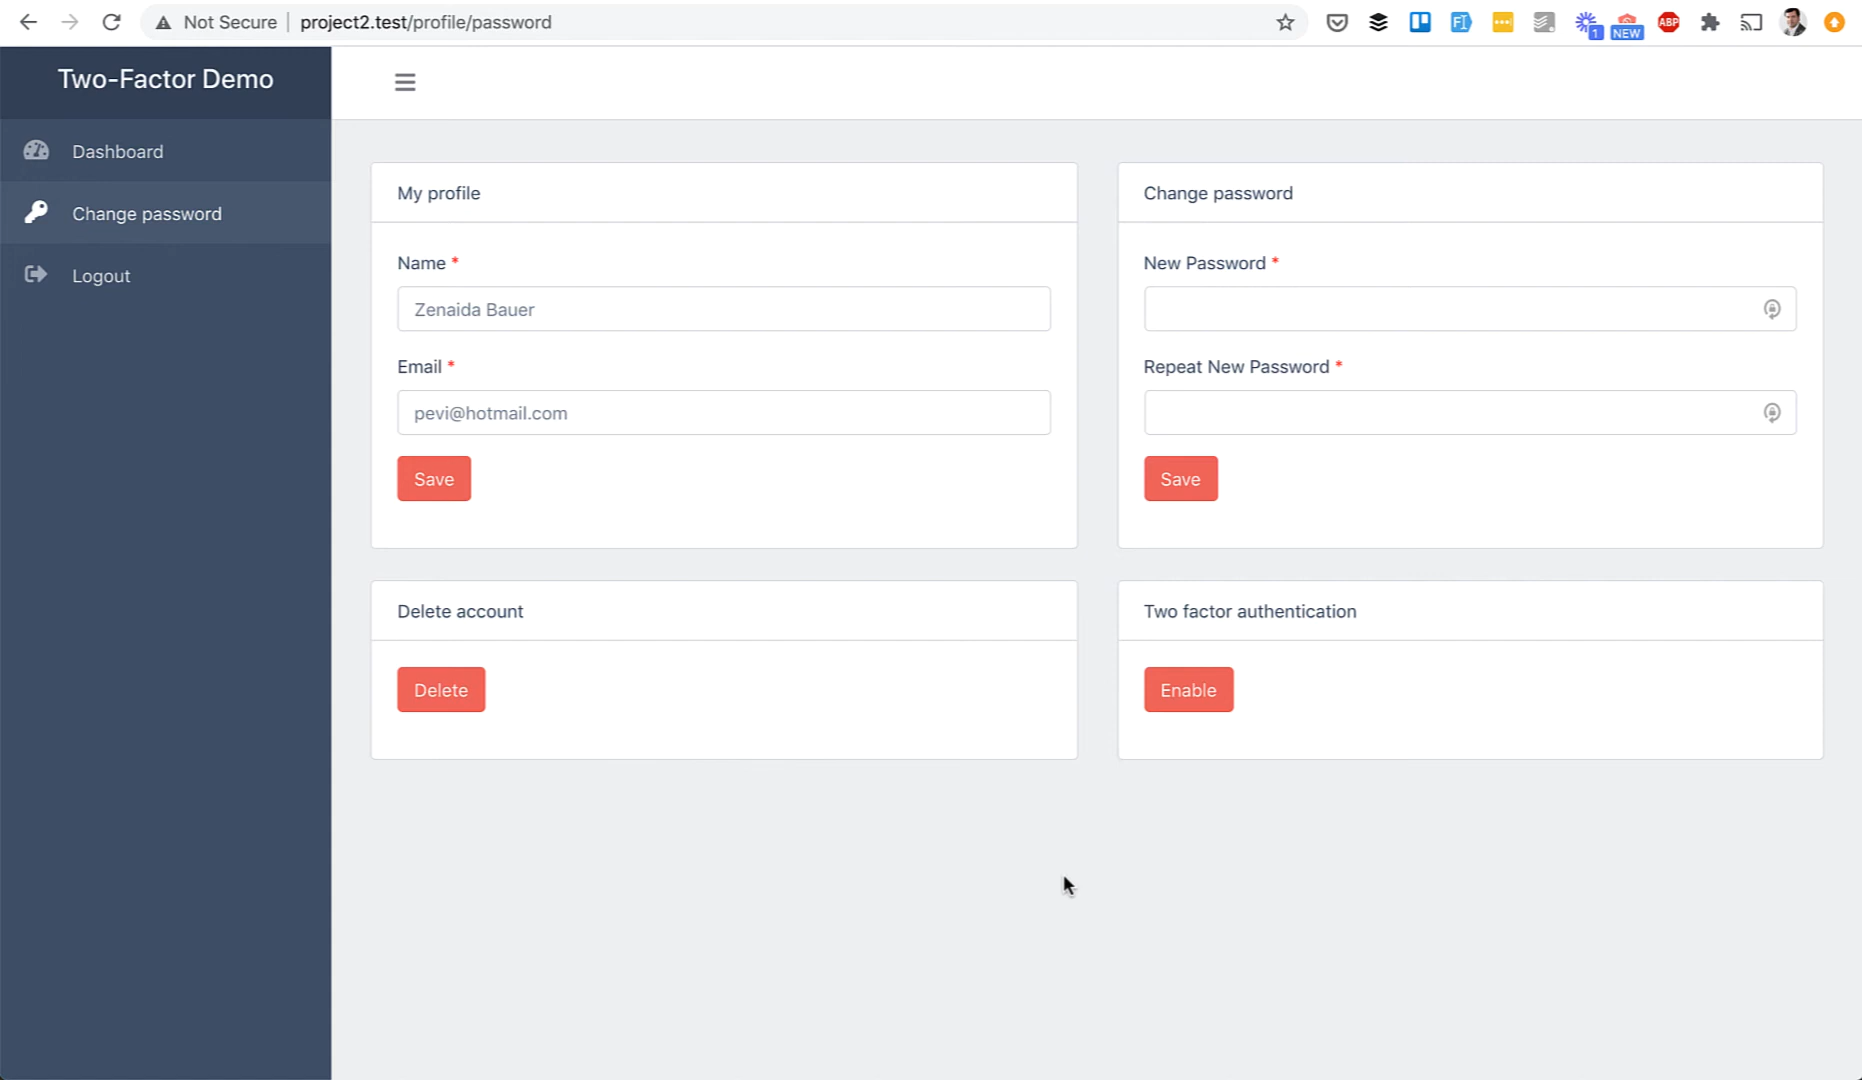 Not Secure | project2.test/profile/password
1
NEW
ABP
Two-Factor Demo
Dashboard
Change password
Logout
My profile
Name *
Zenaida Bauer
Email *
pevi@hotmail.com
Save
Change password
New Password *
Repeat New Password *
Save
Delete account
Delete
Two factor authentication
Enable